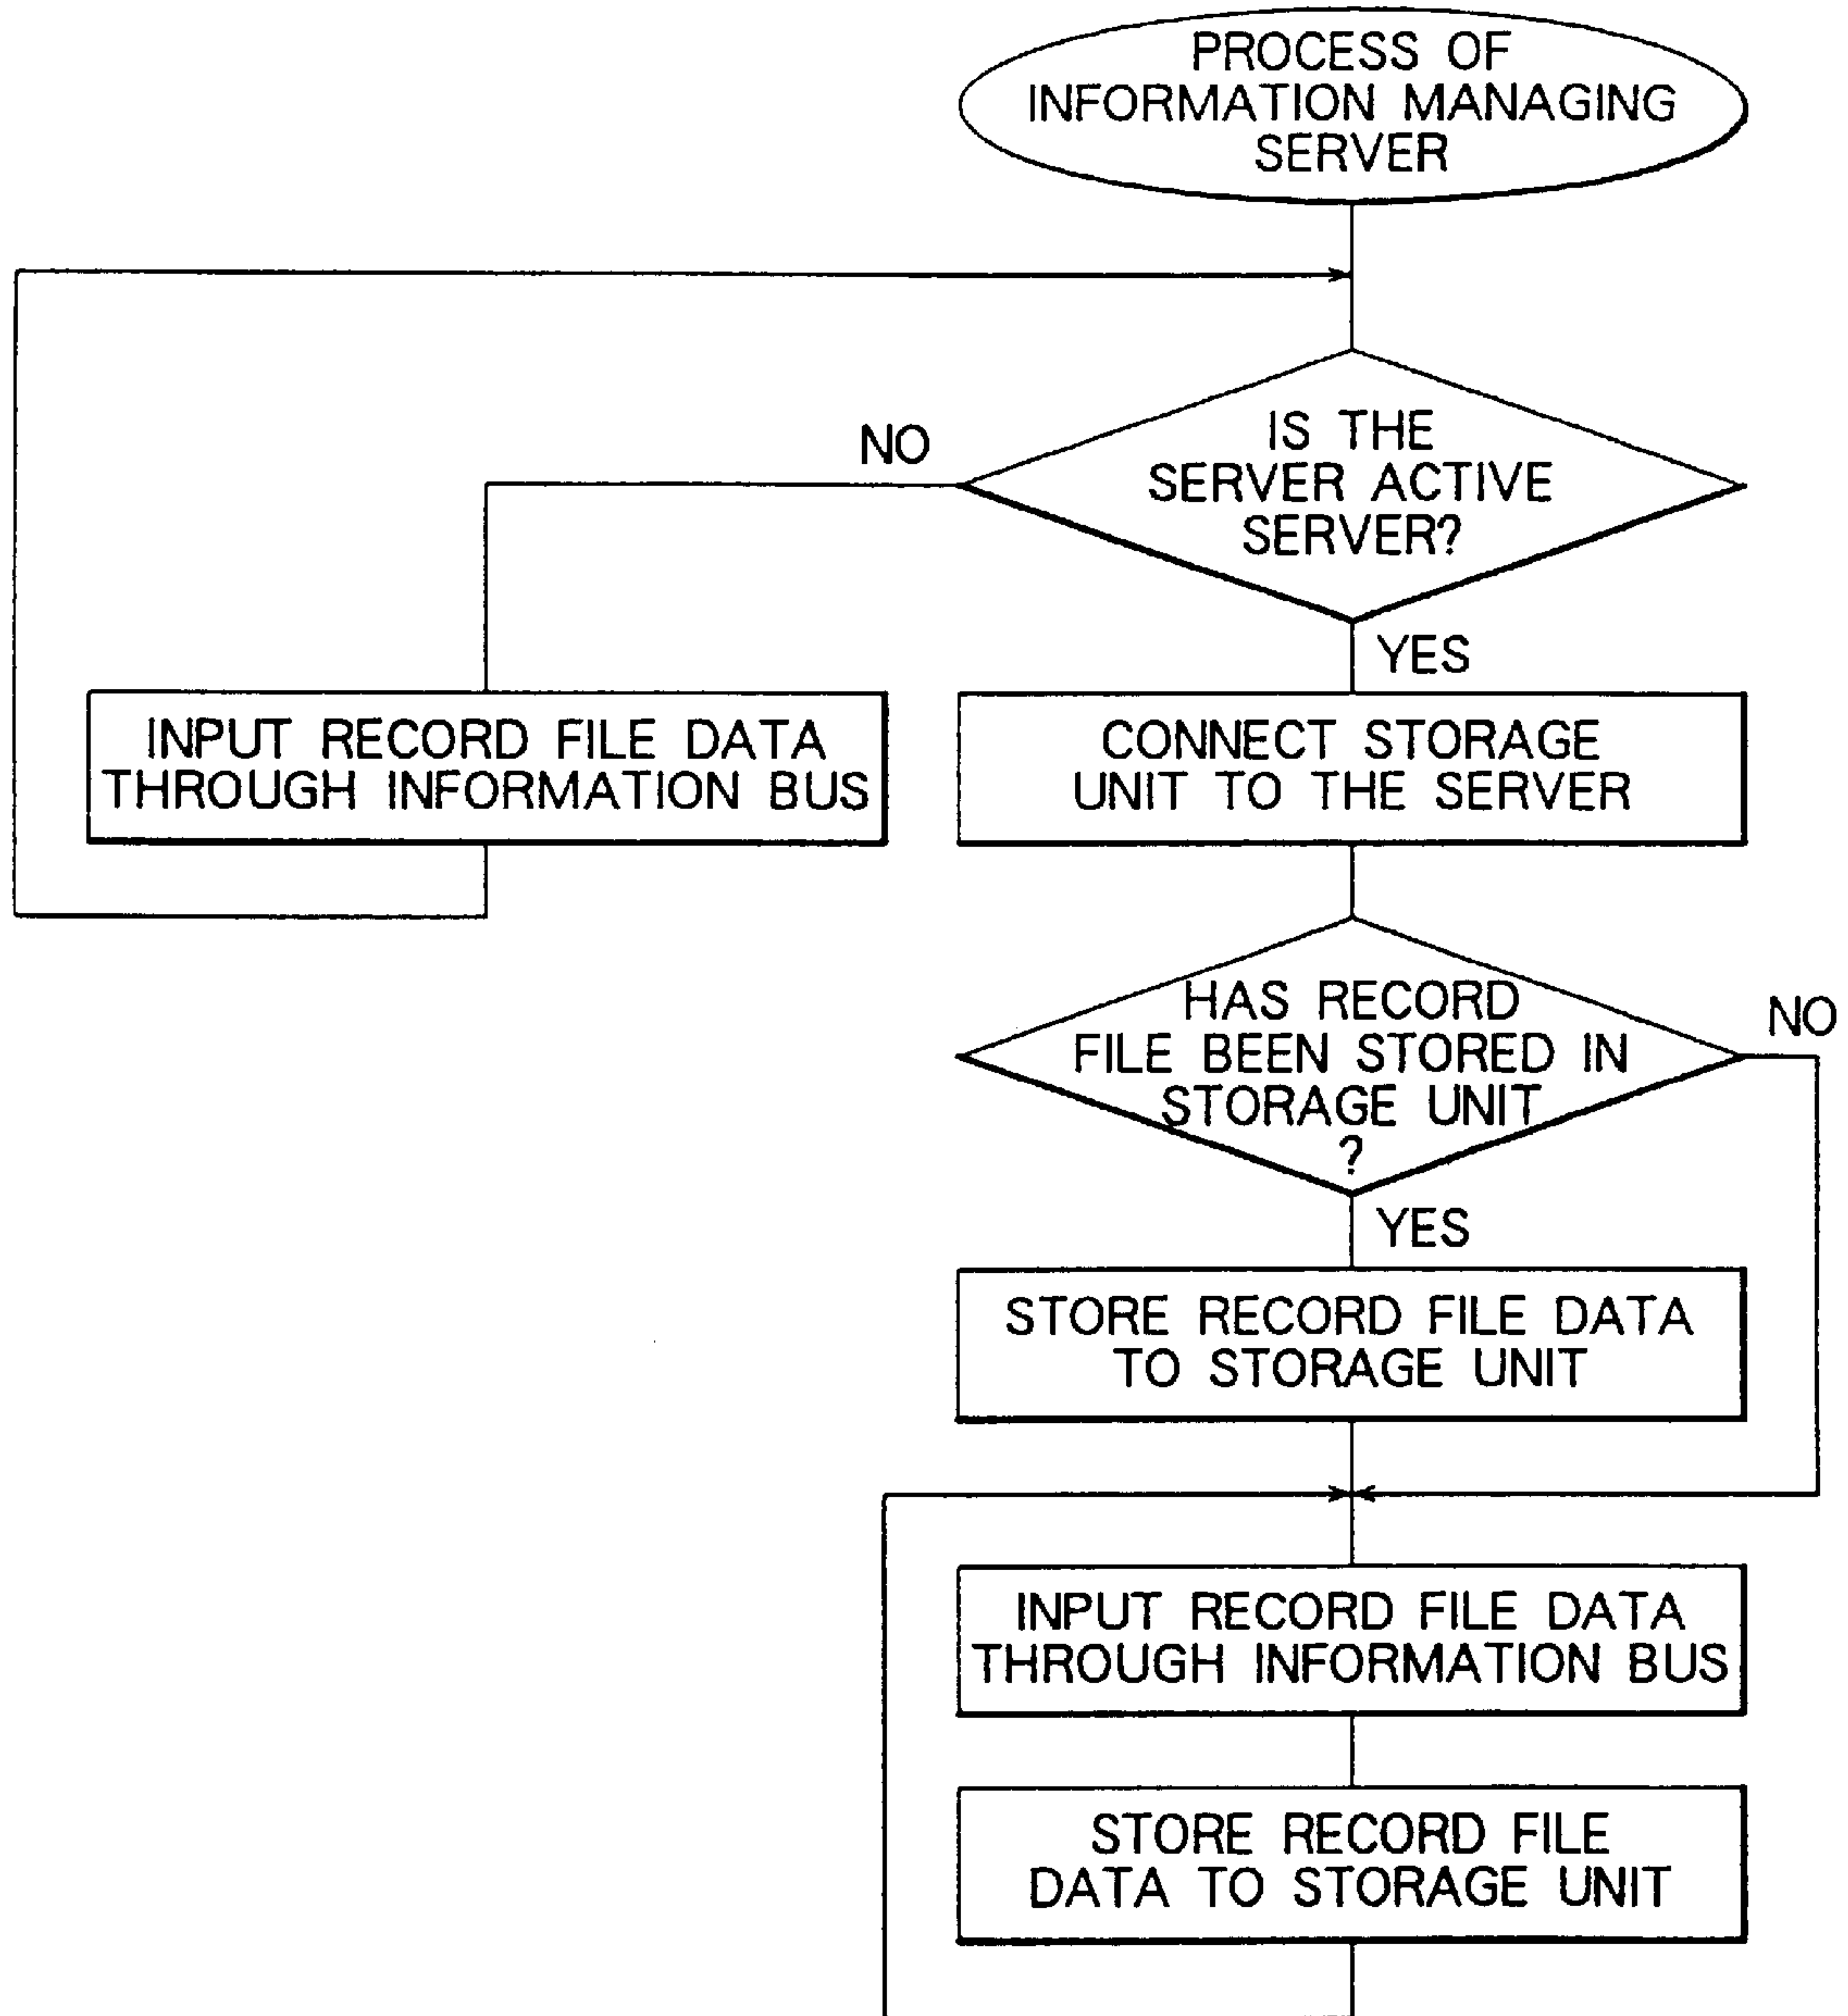 PROCESS OF
INFORMATION MANAGING
SERVER
IS THE
SERVER ACTIVE
SERVER?
NO
YES
INPUT RECORD FILE DATA
THROUGH INFORMATION BUS
CONNECT STORAGE
UNIT TO THE SERVER
HAS RECORD
FILE BEEN STORED IN
STORAGE UNIT
?
NO
YES
STORE RECORD FILE DATA
TO STORAGE UNIT
INPUT RECORD FILE DATA
THROUGH INFORMATION BUS
STORE RECORD FILE
DATA TO STORAGE UNIT